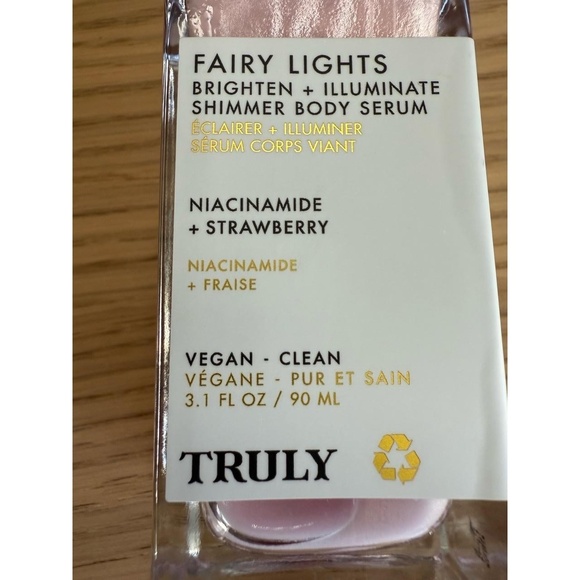 FAIRY LIGHTS
BRIGHTEN + ILLUMINATE
SHIMMER BODY SERUM
ÉCLAIRER + ILLUMINER
SÉRUM CORPS VIANT
NIACINAMIDE
+ STRAWBERRY
NIACINAMIDE
+ FRAISE
VEGAN - CLEAN
VÉGANE - PUR ET SAIN
3.1 FL OZ / 90 ML
TRULY